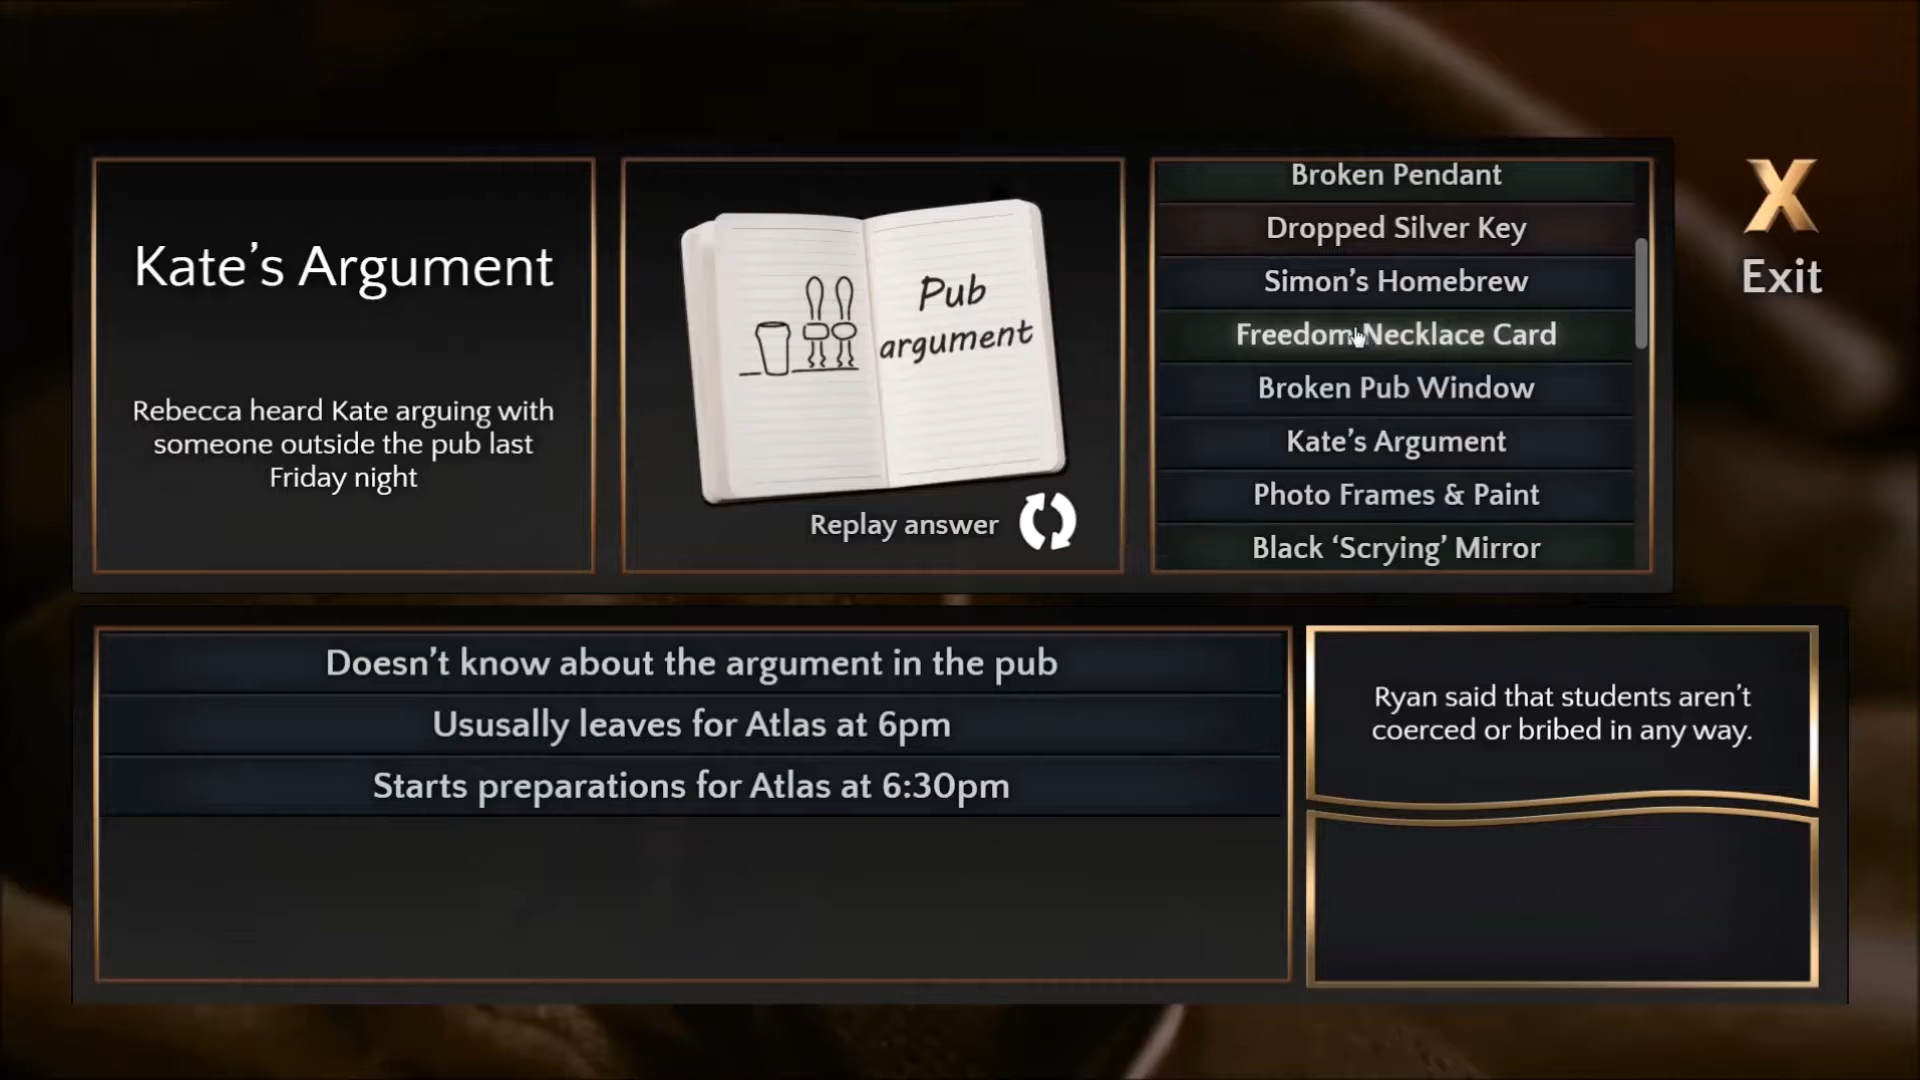 Kate's Argument
Rebecca heard Kate arguing with
someone outside the pub last
Friday night
Pub
argument
Replay answer
Broken Pendant
Dropped Silver Key
Simon's Homebrew
Freedom Necklace Card
Broken Pub Window
Kate's Argument
Photo Frames & Paint
Black 'Scrying' Mirror
X
Exit
Doesn't know about the argument in the pub
Ususally leaves for Atlas at 6pm
Starts preparations for Atlas at 6:30pm
Ryan said that students aren't
coerced or bribed in any way.